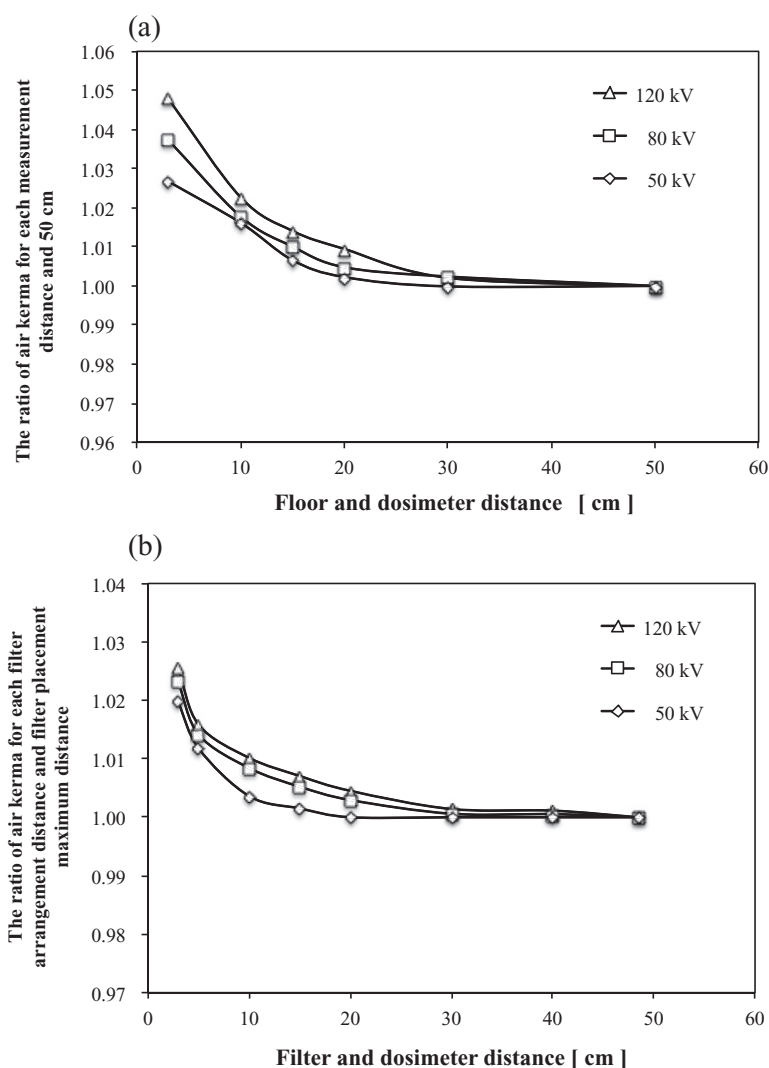 (a)
The ratio of air kerma for each measurement
distance and 50 cm
1.06
1.05
1.04
1.03
1.02
1.01
1.00
0.99
0.98
0.97
0.96
120 kV
80 kV
50 kV
0 10 20 30 40 50 60
Floor and dosimeter distance [ cm ]
(b)
The ratio of air kerma for each filter
arrangement distance and filter placement
maximum distance
1.04
1.03
1.02
1.01
1.00
0.99
0.98
0.97
120 kV
80 kV
50 kV
0 10 20 30 40 50 60
Filter and dosimeter distance [ cm ]